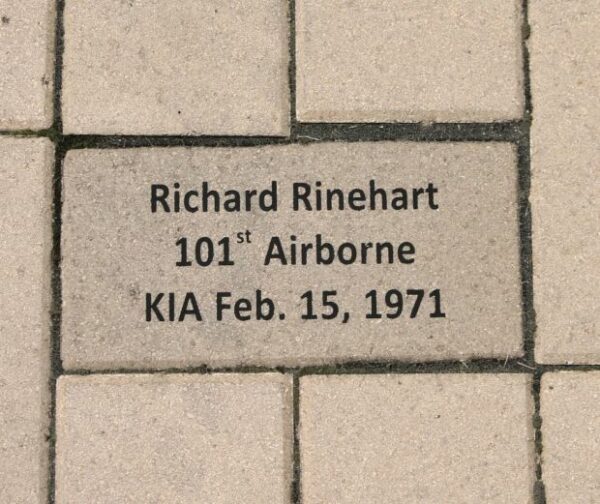 Richard Rinehart
101st Airborne
KIA Feb. 15, 1971